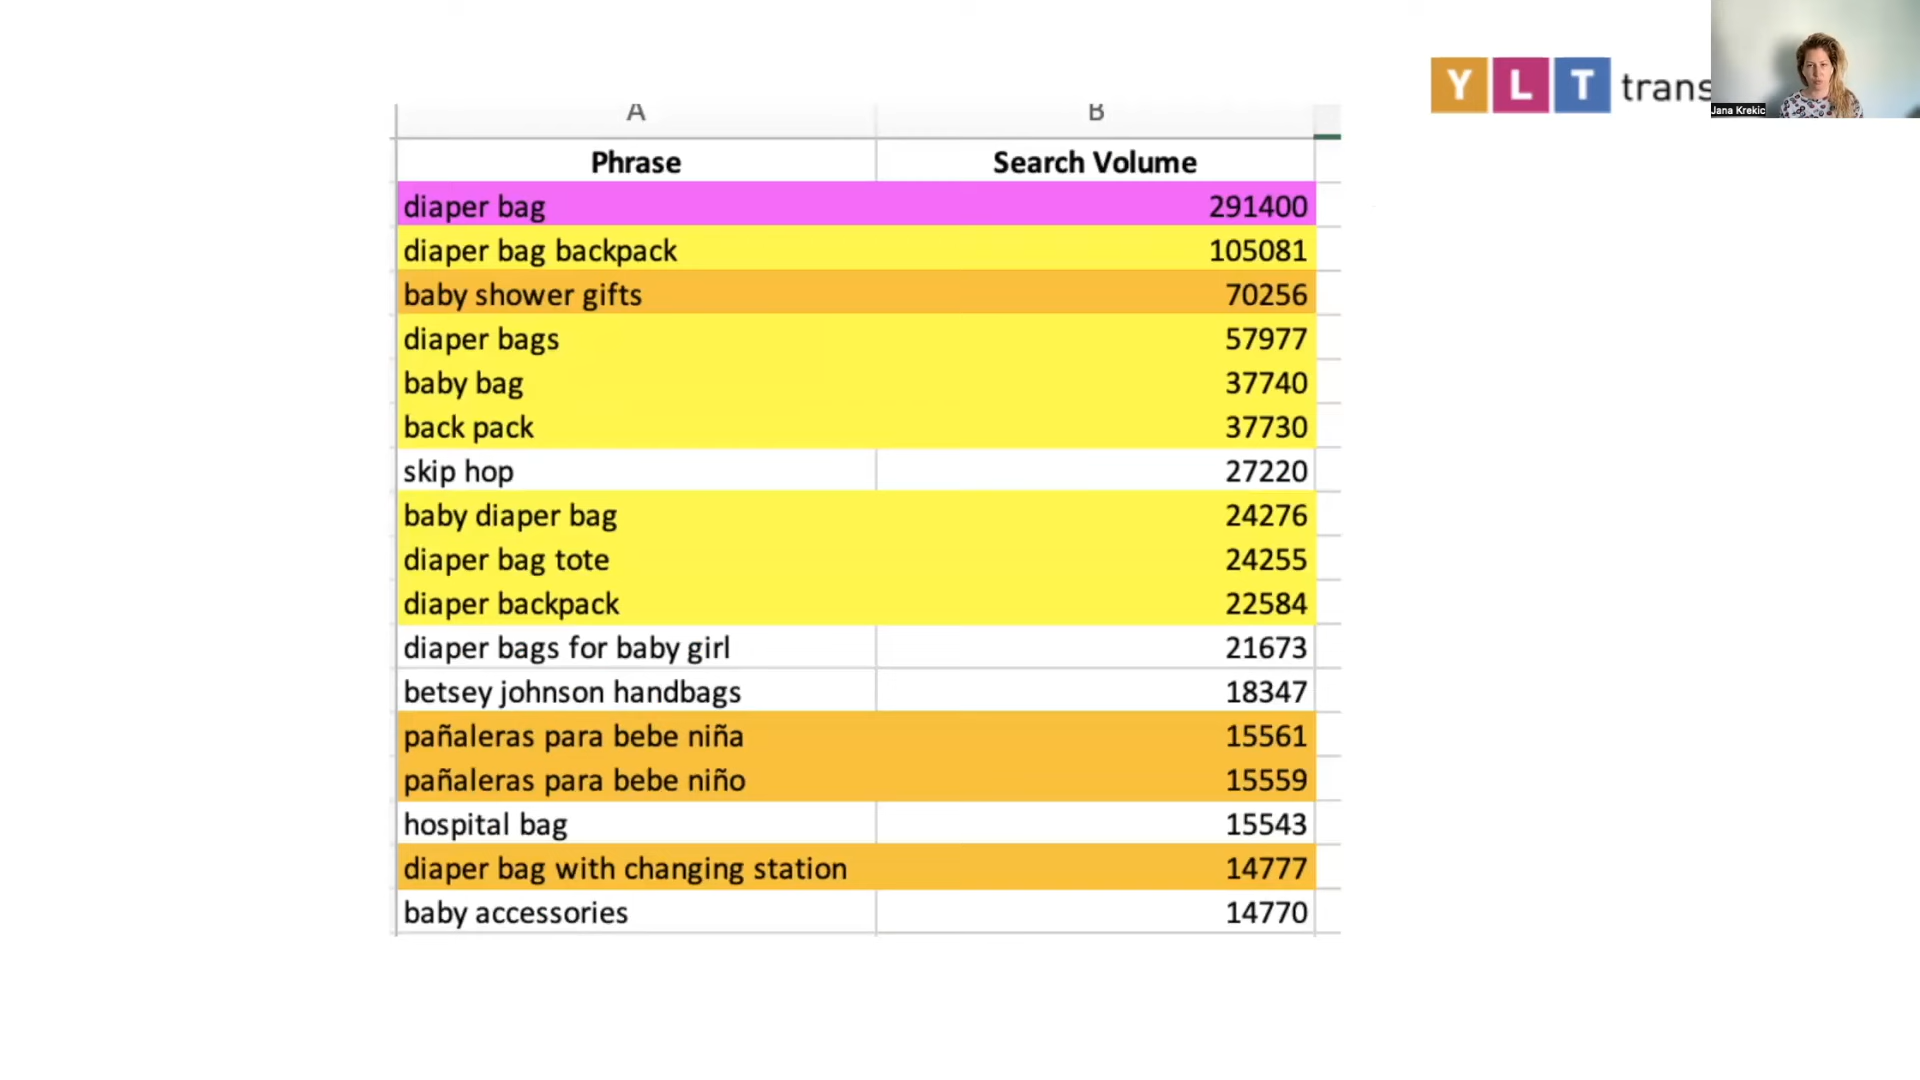 Y L T trans
Jana Krekic
A B
Phrase Search Volume
diaper bag 291400
diaper bag backpack 105081
baby shower gifts 70256
diaper bags 57977
baby bag 37740
back pack 37730
skip hop 27220
baby diaper bag 24276
diaper bag tote 24255
diaper backpack 22584
diaper bags for baby girl 21673
betsey johnson handbags 18347
pañaleras para bebe niña 15561
pañaleras para bebe niño 15559
hospital bag 15543
diaper bag with changing station 14777
baby accessories 14770